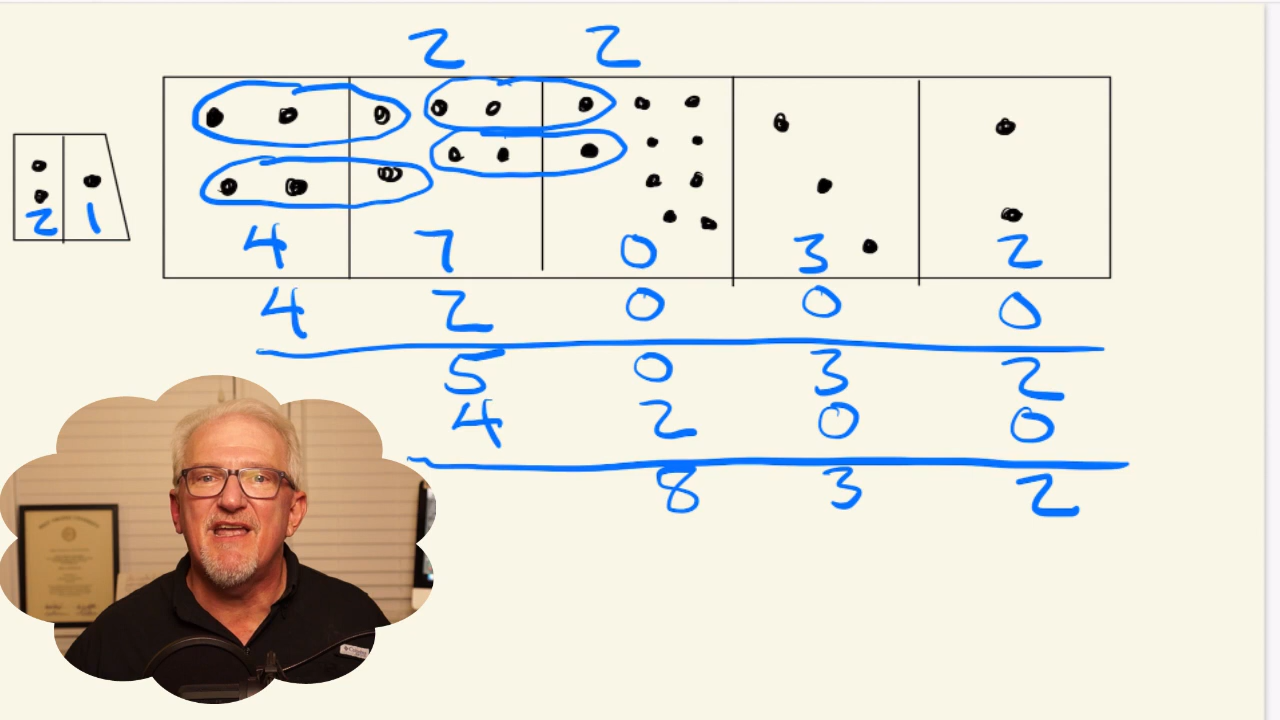 2 2
2 1
4 7 0 3 2
4 2 0 0 0
5 0 3 2
4 2 0 0
8 3 2